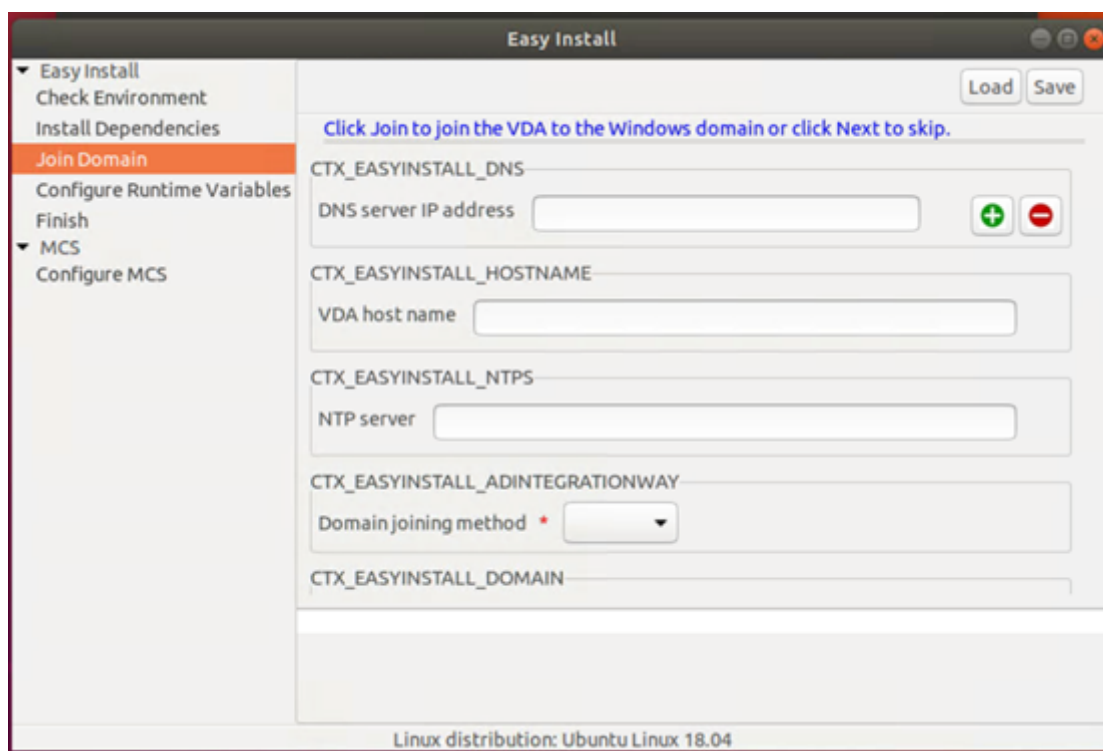 Easy Install
Easy Install
Check Environment
Install Dependencies
Join Domain
Configure Runtime Variables
Finish
MCS
Configure MCS
Load Save
Click Join to join the VDA to the Windows domain or click Next to skip.
CTX_EASYINSTALL_DNS
DNS server IP address
CTX_EASYINSTALL_HOSTNAME
VDA host name
CTX_EASYINSTALL_NTPS
NTP server
CTX_EASYINSTALL_ADINTEGRATIONWAY
Domain joining method *
CTX_EASYINSTALL_DOMAIN
Linux distribution: Ubuntu Linux 18.04